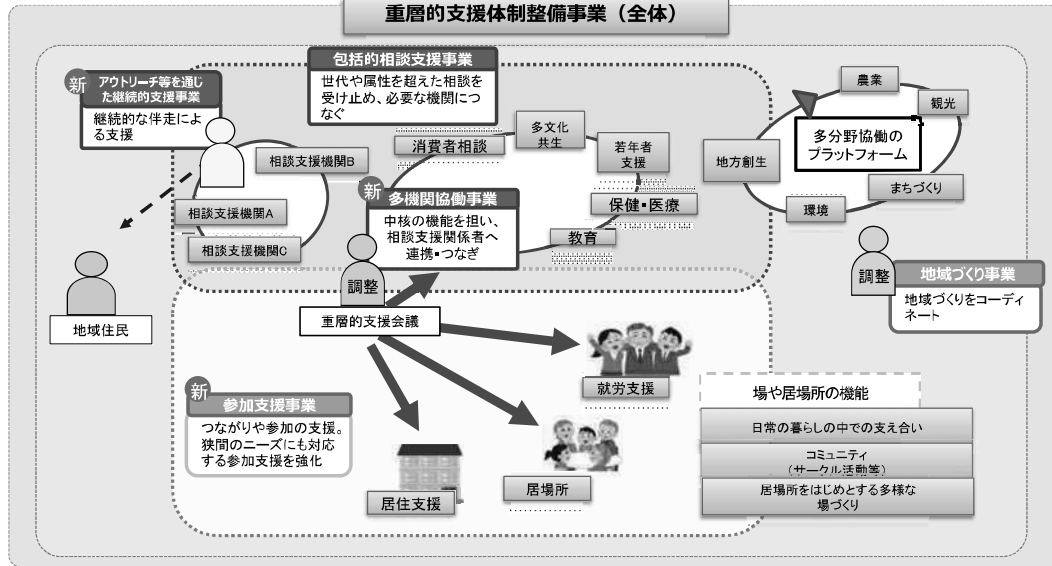 重層的支援体制整備事業（全体）
新
アウトリーチ等を通じ
た継続的支援事業
継続的な伴走によ
る支援
包括的相談支援事業
世代や属性を超えた相談を
受け止め、必要な機関につ
なぐ
相談支援機関B
相談支援機関A
相談支援機関C
消費者相談
多文化
共生
若年者
支援
保健・医療
教育
新
多機関協働事業
中核の機能を担い、
相談支援関係者へ
連携・つなぎ
農業
観光
地方創生
多分野協働の
プラットフォーム
まちづくり
環境
調整
地域づくり事業
地域づくりをコーディ
ネート
地域住民
調整
重層的支援会議
新
参加支援事業
つながりや参加の支援。
狭間のニーズにも対応
する参加支援を強化
就労支援
居場所
居住支援
場や居場所の機能
日常の暮らしの中での支え合い
コミュニティ
（サークル活動等）
居場所をはじめとする多様な
場づくり